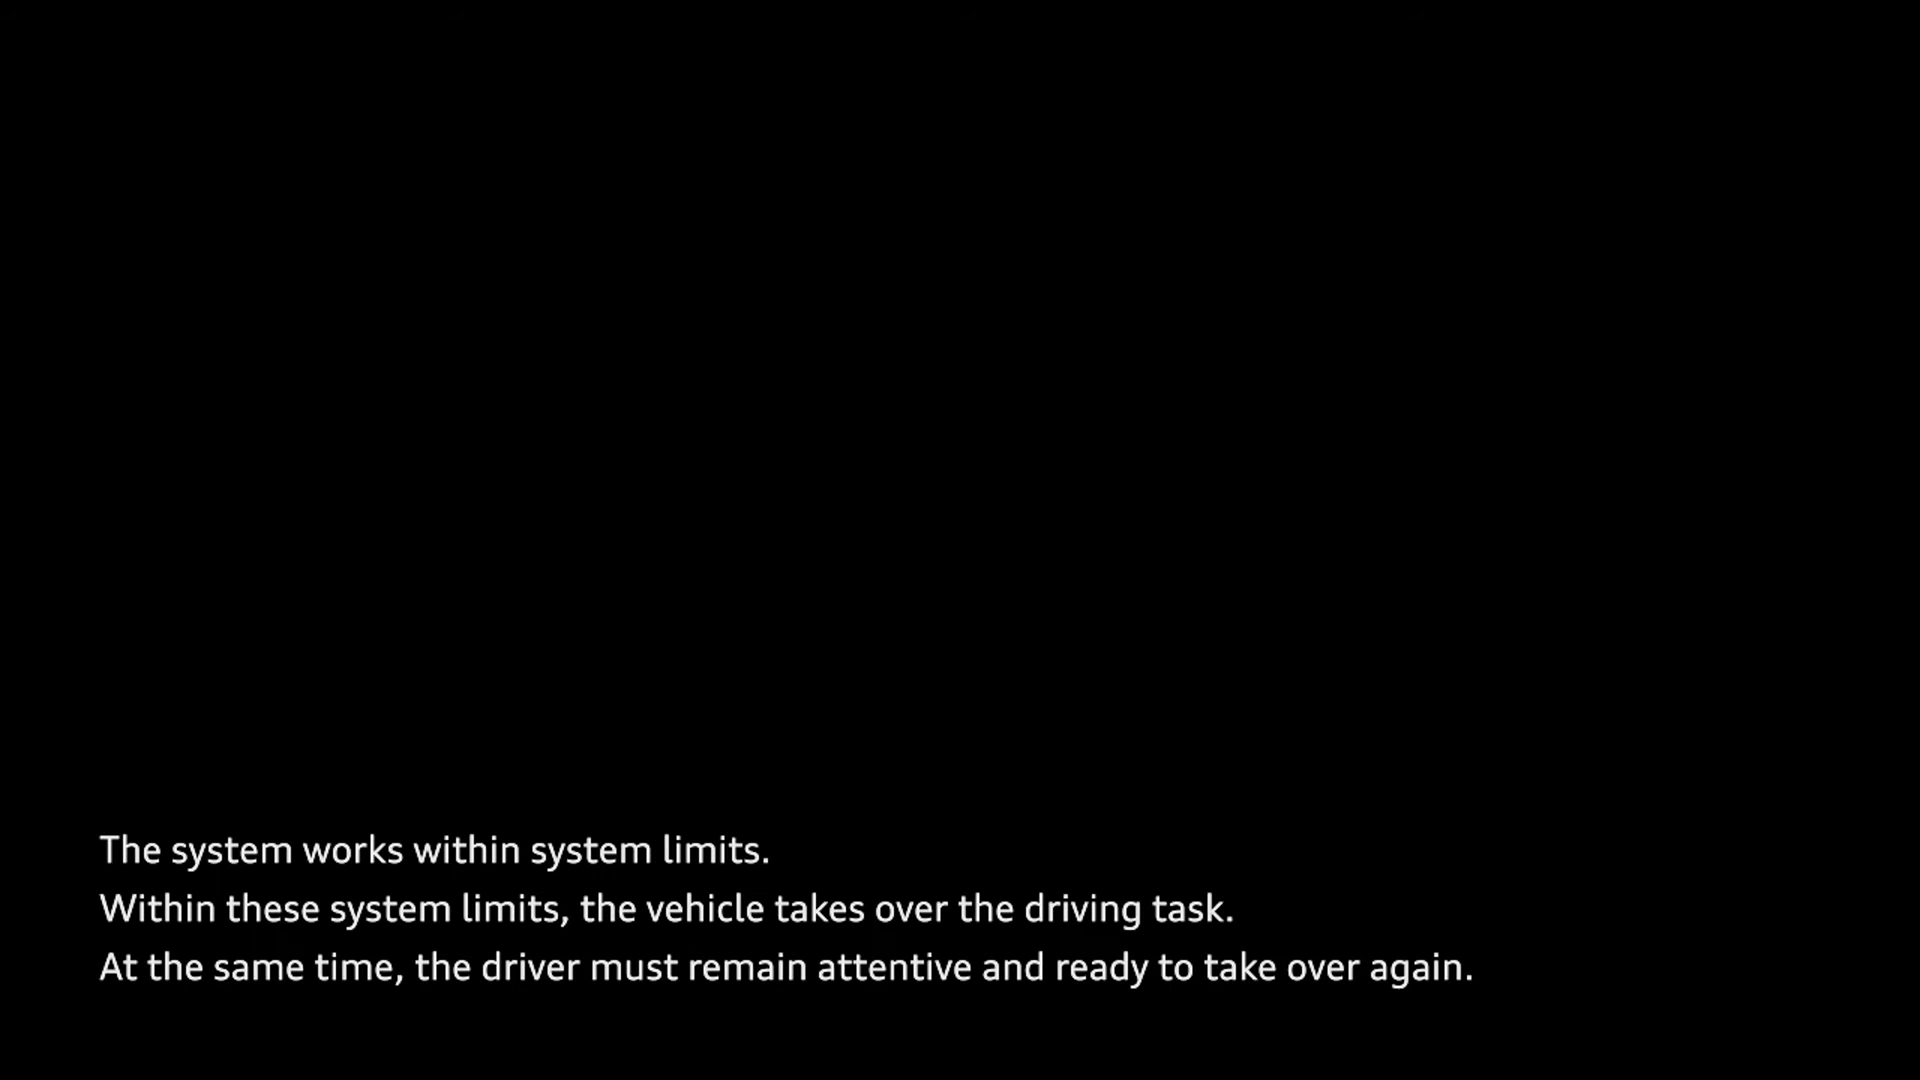 The system works within system limits.
Within these system limits, the vehicle takes over the driving task.
At the same time, the driver must remain attentive and ready to take over again.